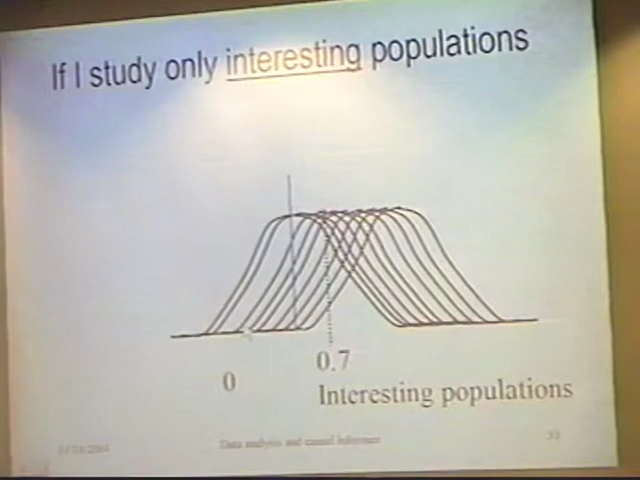 If I study only interesting populations
0.7
0
Interesting populations
Data analysis and causal inference